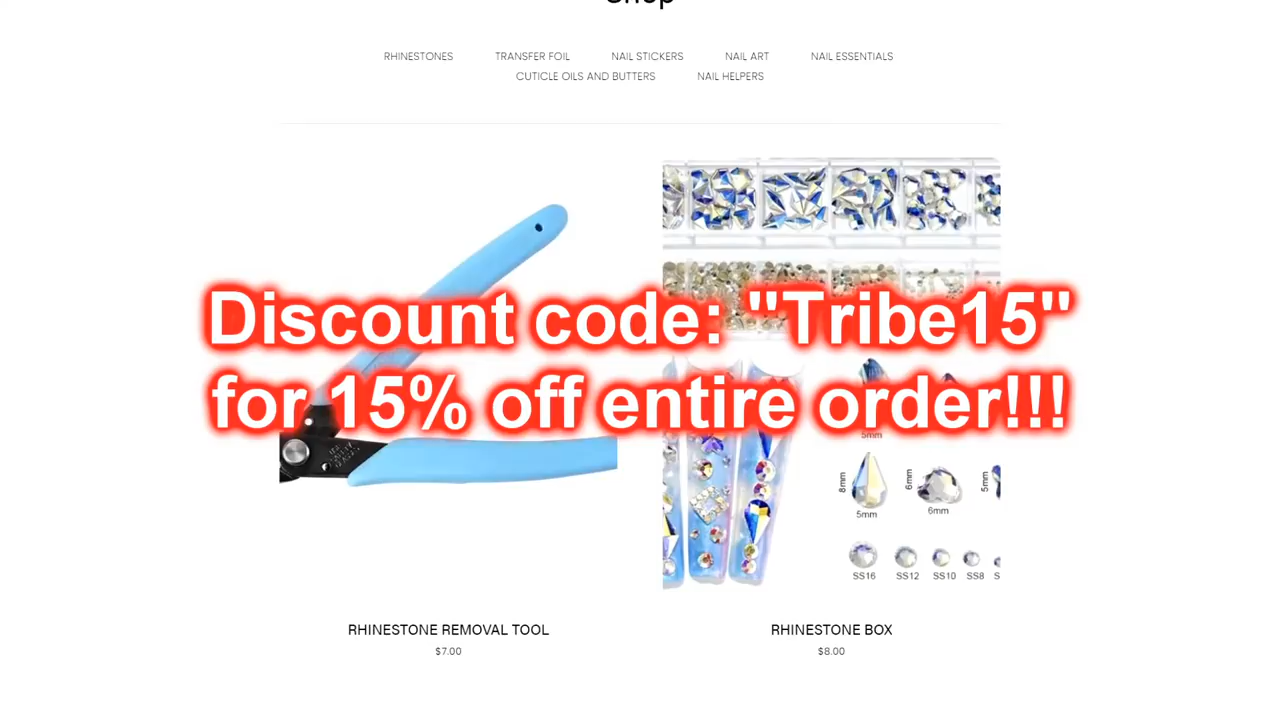 Shop
RHINESTONES TRANSFER FOIL NAIL STICKERS NAIL ART NAIL ESSENTIALS
CUTICLE OILS AND BUTTERS NAIL HELPERS
Discount code: "Tribe15"
for 15% off entire order!!!
5mm
8mm
6mm
5mm
5mm
6mm
SS16 SS12 SS10 SS8
RHINESTONE REMOVAL TOOL RHINESTONE BOX
$7.00 $8.00